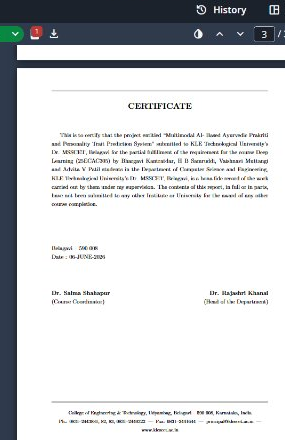 History
1
3
CERTIFICATE
This is to certify that the project entitled "Multimodal AI- Based Ayurvedic Prakriti
and Personality Trait Prediction System" submitted to KLE Technological University's
Dr. MSSCET, Belagavi for the partial fulfillment of the requirement for the course Deep
Learning by Bhargavi Kamraddar, H R Samruddi, Vaishnavi Muttangi
and Advita Y Patil students in the Department of Computer Science and Engineering,
KLE Technological University's Dr. MSSCET, Belagavi, is a bonafide record of the work
carried out by them under my supervision. The contents of this report, in full or in parts,
have not been submitted to any other Institute or University for the award of any other
course completion.
Belagavi – 590 008
Date : 06-JUNE-2026
Dr. Salma Shahapur
Dr. Rajashri Khanai
(Course Coordinator)
(Head of the Department)
College of Engineering & Technology, Udyambag, Belagavi – 590 008, Karnataka, India.